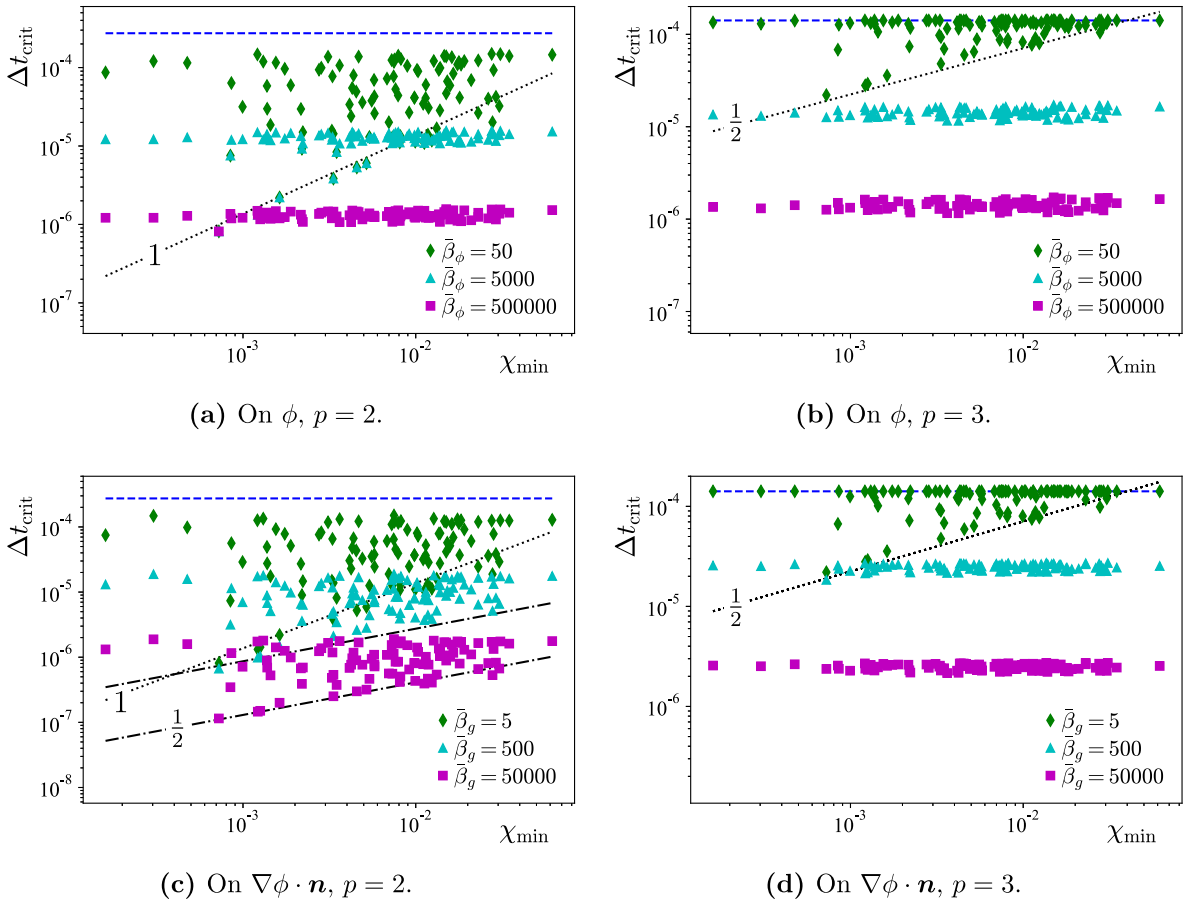 Δt_crit
10⁻⁴
10⁻⁵
10⁻⁶
10⁻⁷
1
β̄_ϕ = 50
β̄_ϕ = 5000
β̄_ϕ = 500000
10⁻³
10⁻²
χ_min
(a) On ϕ, p = 2.
Δt_crit
10⁻⁴
10⁻⁵
10⁻⁶
10⁻⁷
1/2
β̄_ϕ = 50
β̄_ϕ = 5000
β̄_ϕ = 500000
10⁻³
10⁻²
χ_min
(b) On ϕ, p = 3.
Δt_crit
10⁻⁴
10⁻⁵
10⁻⁶
10⁻⁷
10⁻⁸
1
1/2
β̄_g = 5
β̄_g = 500
β̄_g = 50000
10⁻³
10⁻²
χ_min
(c) On ∇ϕ · n, p = 2.
Δt_crit
10⁻⁴
10⁻⁵
10⁻⁶
1/2
β̄_g = 5
β̄_g = 500
β̄_g = 50000
10⁻³
10⁻²
χ_min
(d) On ∇ϕ · n, p = 3.